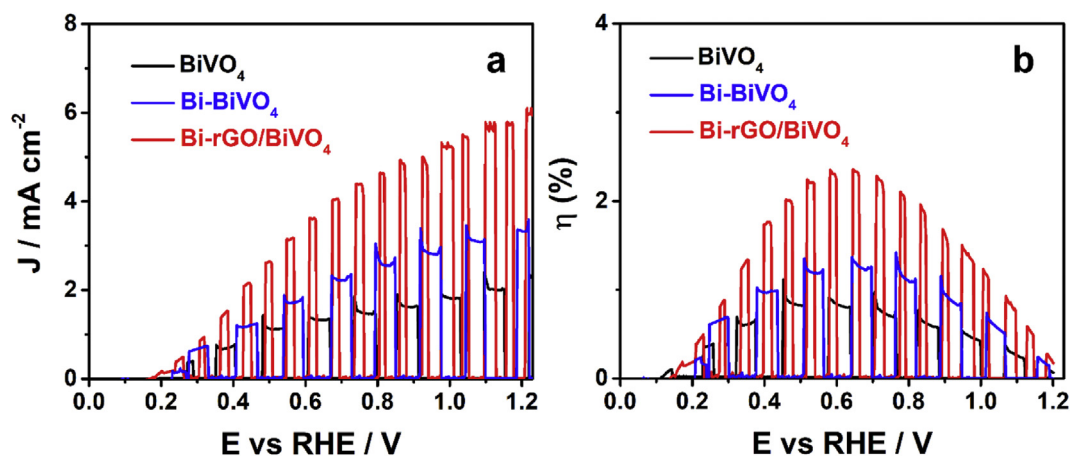 a
BiVO₄
Bi-BiVO₄
Bi-rGO/BiVO₄
J / mA cm⁻²
8
6
4
2
0
0.0 0.2 0.4 0.6 0.8 1.0 1.2
E vs RHE / V
b
BiVO₄
Bi-BiVO₄
Bi-rGO/BiVO₄
η (%)
4
2
0
0.0 0.2 0.4 0.6 0.8 1.0 1.2
E vs RHE / V